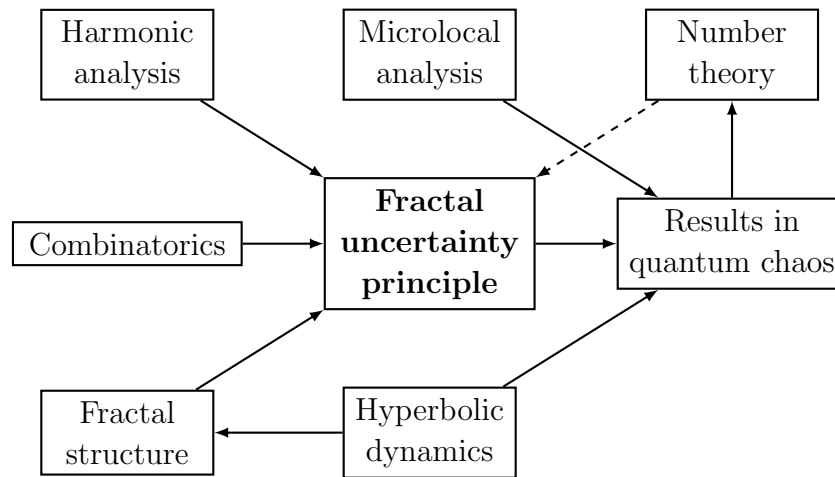 Harmonic
analysis
Microlocal
analysis
Number
theory
Combinatorics
Fractal
uncertainty
principle
Results in
quantum chaos
Fractal
structure
Hyperbolic
dynamics